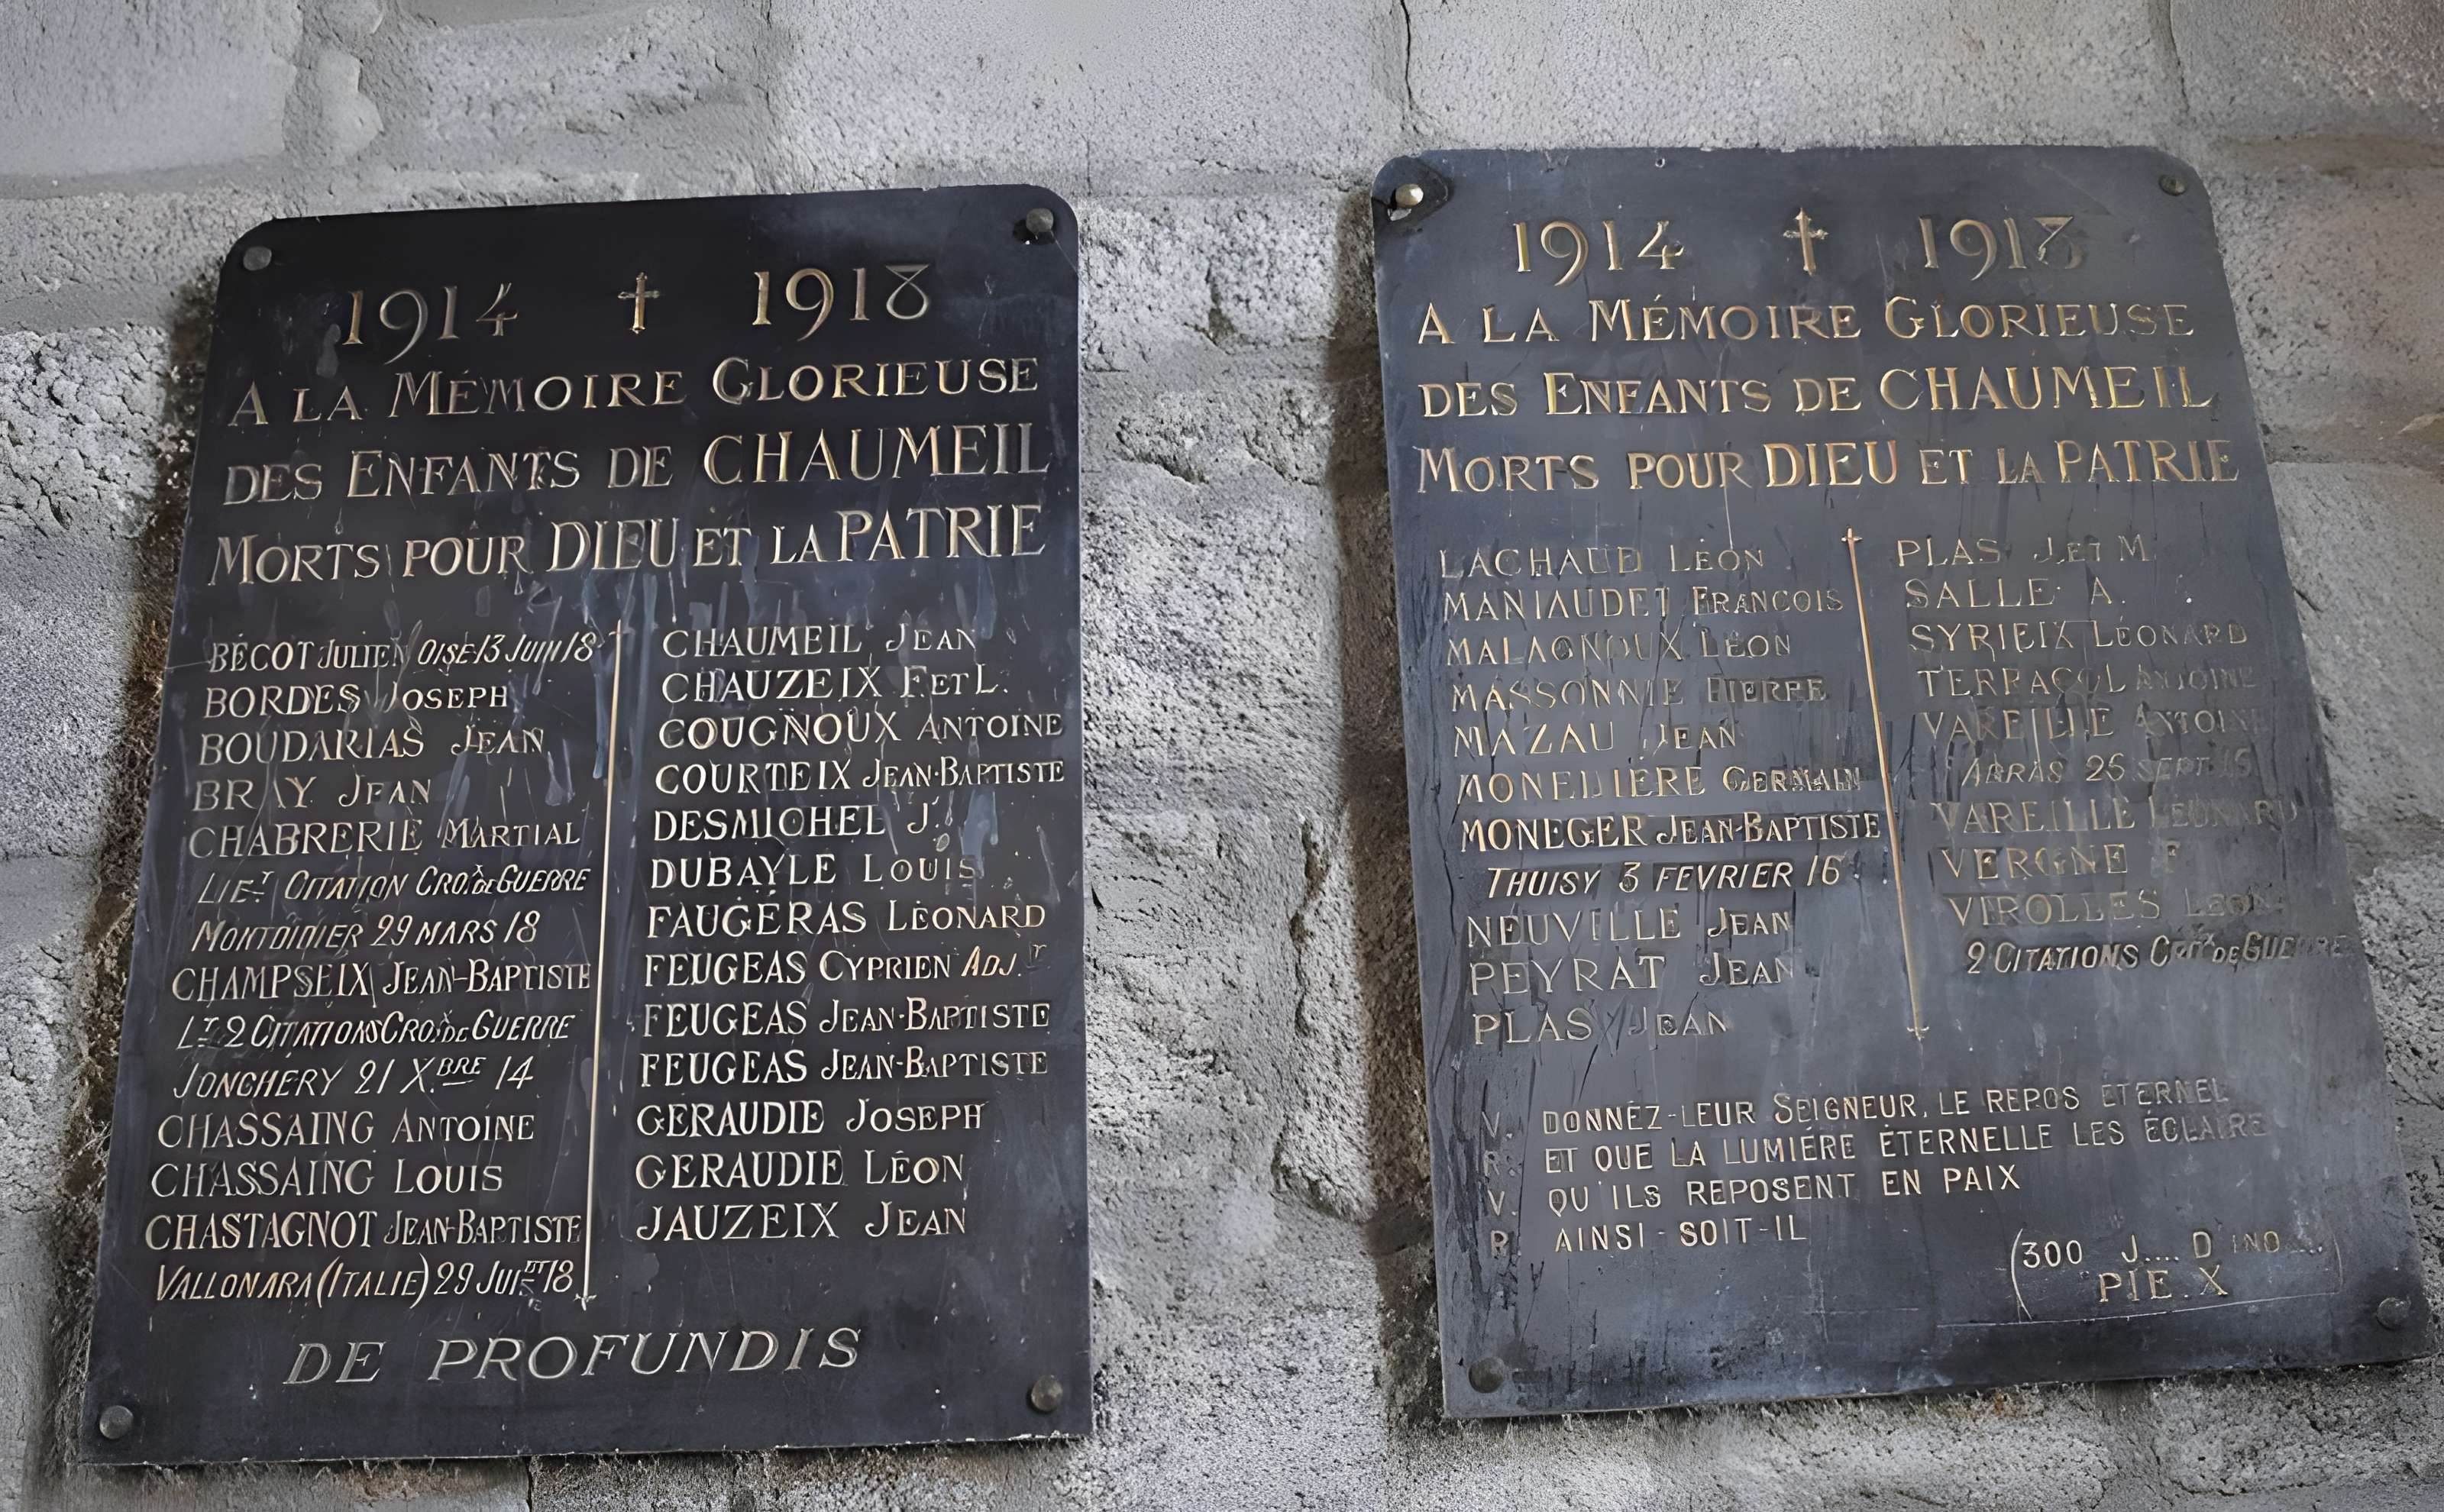 1914 † 1918
A LA MÉMOIRE GLORIEUSE
DES ENFANTS DE CHAUMEIL
MORTS POUR DIEU ET LA PATRIE
BÉCOT JULIEN OISE 13 JUIN 18
BORDES JOSEPH
BOUDARIAS JEAN
BRAY JEAN
CHABRERIE MARTIAL
LIE.T CITATION CROIX DE GUERRE
MONTDIDIER 29 MARS 18
CHAMPSEIX JEAN-BAPTISTE
L.T 2 CITATIONS CROIX DE GUERRE
JONCHERY 21 X.BRE 14
CHASSAING ANTOINE
CHASSAING LOUIS
CHASTAGNOT JEAN-BAPTISTE
VALLONARA (ITALIE) 29 JUI 18
CHAUMEIL JEAN
CHAUZEIX F ET L.
COUGNOUX ANTOINE
COURTEIX JEAN-BAPTISTE
DESMICHEL J.
DUBAYLE LOUIS
FAUGERAS LÉONARD
FEUGEAS CYPRIEN ADJ.T
FEUGEAS JEAN-BAPTISTE
FEUGEAS JEAN-BAPTISTE
GERAUDIE JOSEPH
GERAUDIE LÉON
JAUZEIX JEAN
DE PROFUNDIS
1914 † 1918
A LA MÉMOIRE GLORIEUSE
DES ENFANTS DE CHAUMEIL
MORTS POUR DIEU ET LA PATRIE
LACHAUD LÉON
MANIAUDET FRANCOIS
MALAGNOUX LÉON
MASSONNIE PIERRE
MAZAU JEAN
MONEDIÈRE GERMAIN
MONEGER JEAN-BAPTISTE
THUISY 3 FEVRIER 16
NEUVILLE JEAN
PEYRAT JEAN
PLAS JEAN
PLAS J. ET M.
SALLE A.
SYRIEIX LÉONARD
TERRACOL ANTOINE
VAREILLE ANTOINE
ARRAS 25 SEPT. 15
VAREILLE LÉONARD
VERGNE F.
VIROLLES LÉON
2 CITATIONS CROIX DE GUERRE
V. DONNEZ-LEUR SEIGNEUR, LE REPOS ÉTERNEL
R. ET QUE LA LUMIÉRE ÉTERNELLE LES ÉCLAIRE
V. QU'ILS REPOSENT EN PAIX
R. AINSI-SOIT-IL
(300 J.... D'IND....)
PIE. X